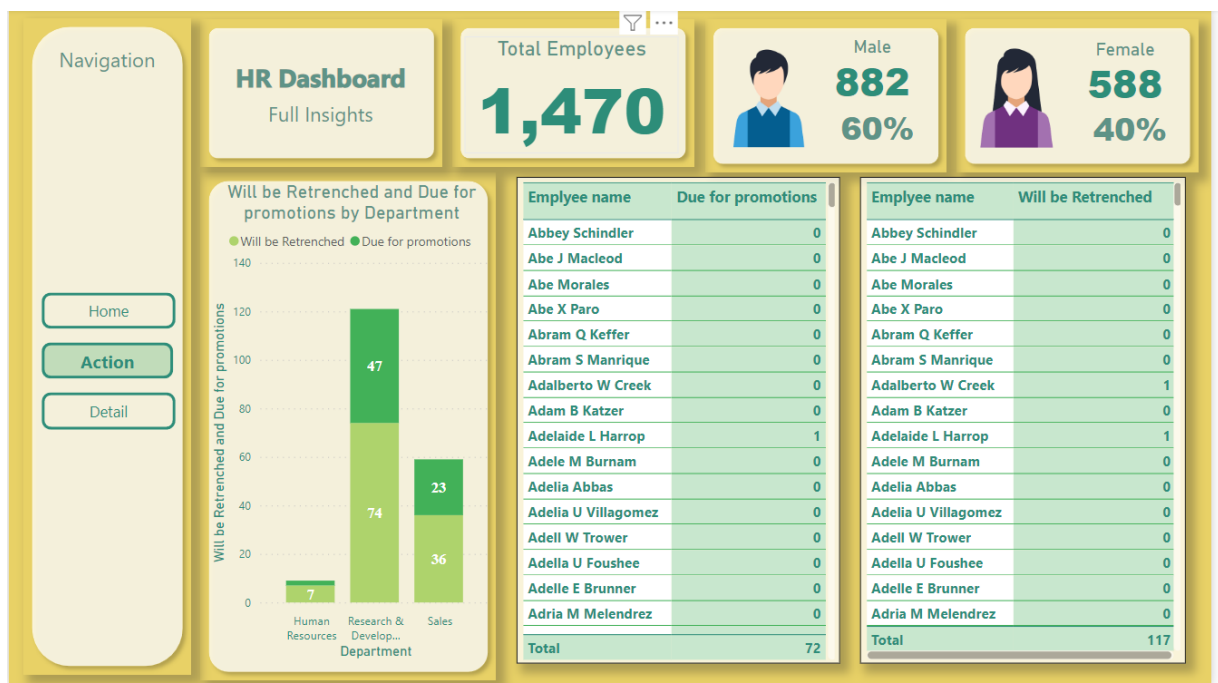 Navigation
Home
Action
Detail
HR Dashboard
Full Insights
Total Employees
1,470
Male
882
60%
Female
588
40%
Will be Retrenched and Due for
promotions by Department
Will be Retrenched Due for promotions
Will be Retrenched and Due for promotions
140
120
100
80
60
40
20
0
7
47
74
23
36
Human
Resources
Research &
Develop...
Sales
Department
Emplyee name Due for promotions
Abbey Schindler 0
Abe J Macleod 0
Abe Morales 0
Abe X Paro 0
Abram Q Keffer 0
Abram S Manrique 0
Adalberto W Creek 0
Adam B Katzer 0
Adelaide L Harrop 1
Adele M Burnam 0
Adelia Abbas 0
Adelia U Villagomez 0
Adell W Trower 0
Adella U Foushee 0
Adelle E Brunner 0
Adria M Melendrez 0
Total 72
Emplyee name Will be Retrenched
Abbey Schindler 0
Abe J Macleod 0
Abe Morales 0
Abe X Paro 0
Abram Q Keffer 0
Abram S Manrique 0
Adalberto W Creek 1
Adam B Katzer 0
Adelaide L Harrop 1
Adele M Burnam 0
Adelia Abbas 0
Adelia U Villagomez 0
Adell W Trower 0
Adella U Foushee 0
Adelle E Brunner 0
Adria M Melendrez 0
Total 117